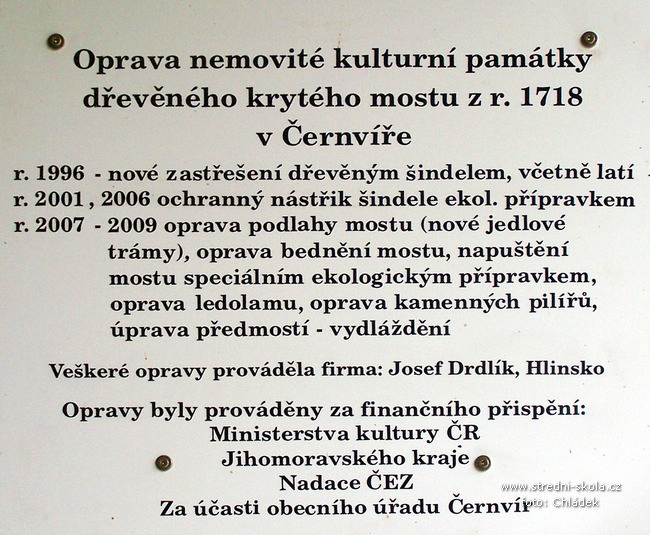 Oprava nemovité kulturní památky
dřevěného krytého mostu z r. 1718
v Černvíře
r. 1996 - nové zastřešení dřevěným šindelem, včetně latí
r. 2001, 2006 ochranný nástřik šindele ekol. přípravkem
r. 2007 - 2009 oprava podlahy mostu (nové jedlové
trámy), oprava bednění mostu, napuštění
mostu speciálním ekologickým přípravkem,
oprava ledolamu, oprava kamenných pilířů,
úprava předmostí - vydláždění
Veškeré opravy prováděla firma: Josef Drdlík, Hlinsko
Opravy byly prováděny za finančního přispění:
Ministerstva kultury ČR
Jihomoravského kraje
Nadace ČEZ
Za účasti obecního úřadu Černvír
www.stredni-skola.cz
foto: Chládek